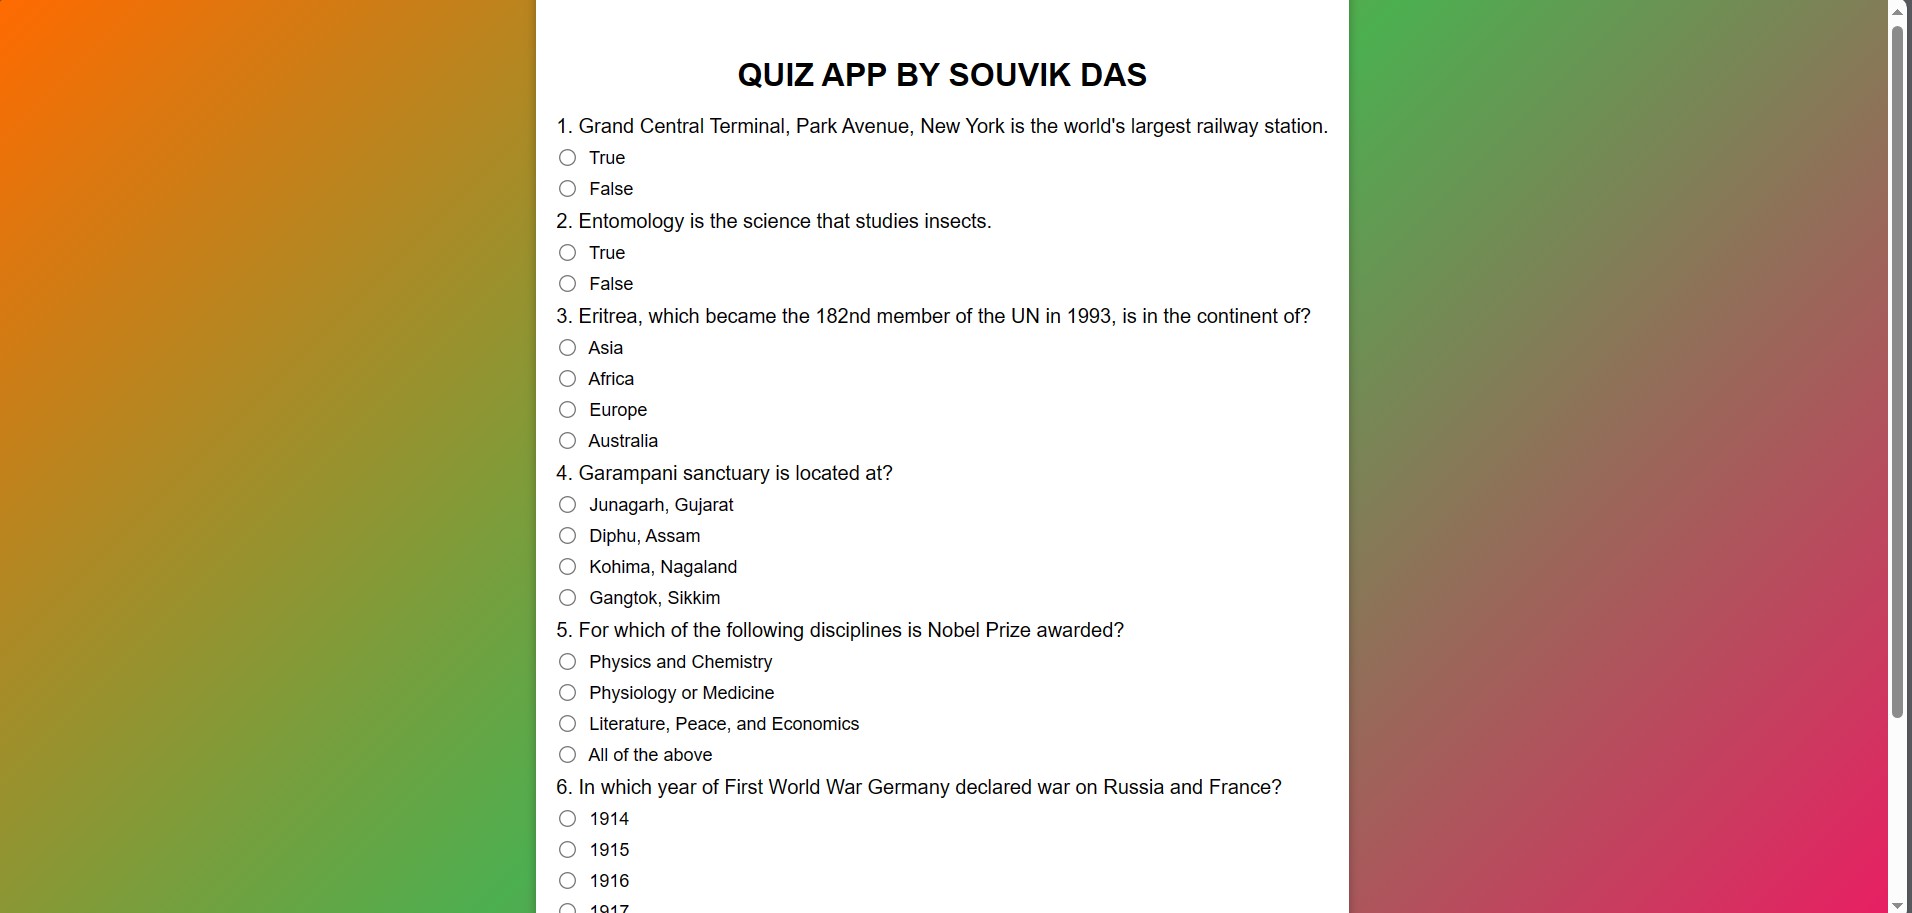 QUIZ APP BY SOUVIK DAS
1. Grand Central Terminal, Park Avenue, New York is the world's largest railway station.
True
False
2. Entomology is the science that studies insects.
True
False
3. Eritrea, which became the 182nd member of the UN in 1993, is in the continent of?
Asia
Africa
Europe
Australia
4. Garampani sanctuary is located at?
Junagarh, Gujarat
Diphu, Assam
Kohima, Nagaland
Gangtok, Sikkim
5. For which of the following disciplines is Nobel Prize awarded?
Physics and Chemistry
Physiology or Medicine
Literature, Peace, and Economics
All of the above
6. In which year of First World War Germany declared war on Russia and France?
1914
1915
1916
1917